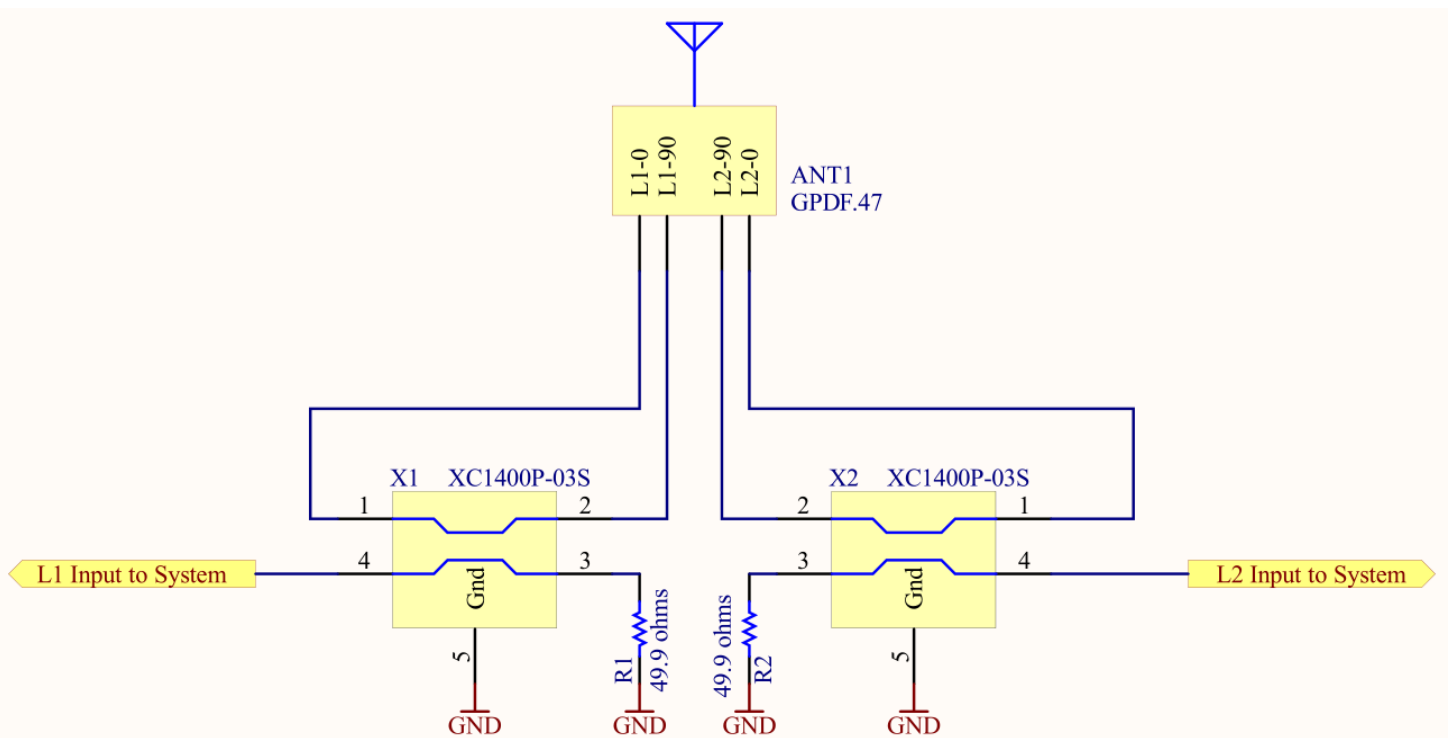 L1-0
L1-90
L2-90
L2-0
ANT1
GPDF.47
X1 XC1400P-03S
X2 XC1400P-03S
1
2
2
1
L1 Input to System
4
3
3
4
L2 Input to System
Gnd
Gnd
5
R1
49.9 ohms
49.9 ohms
R2
5
GND
GND
GND
GND